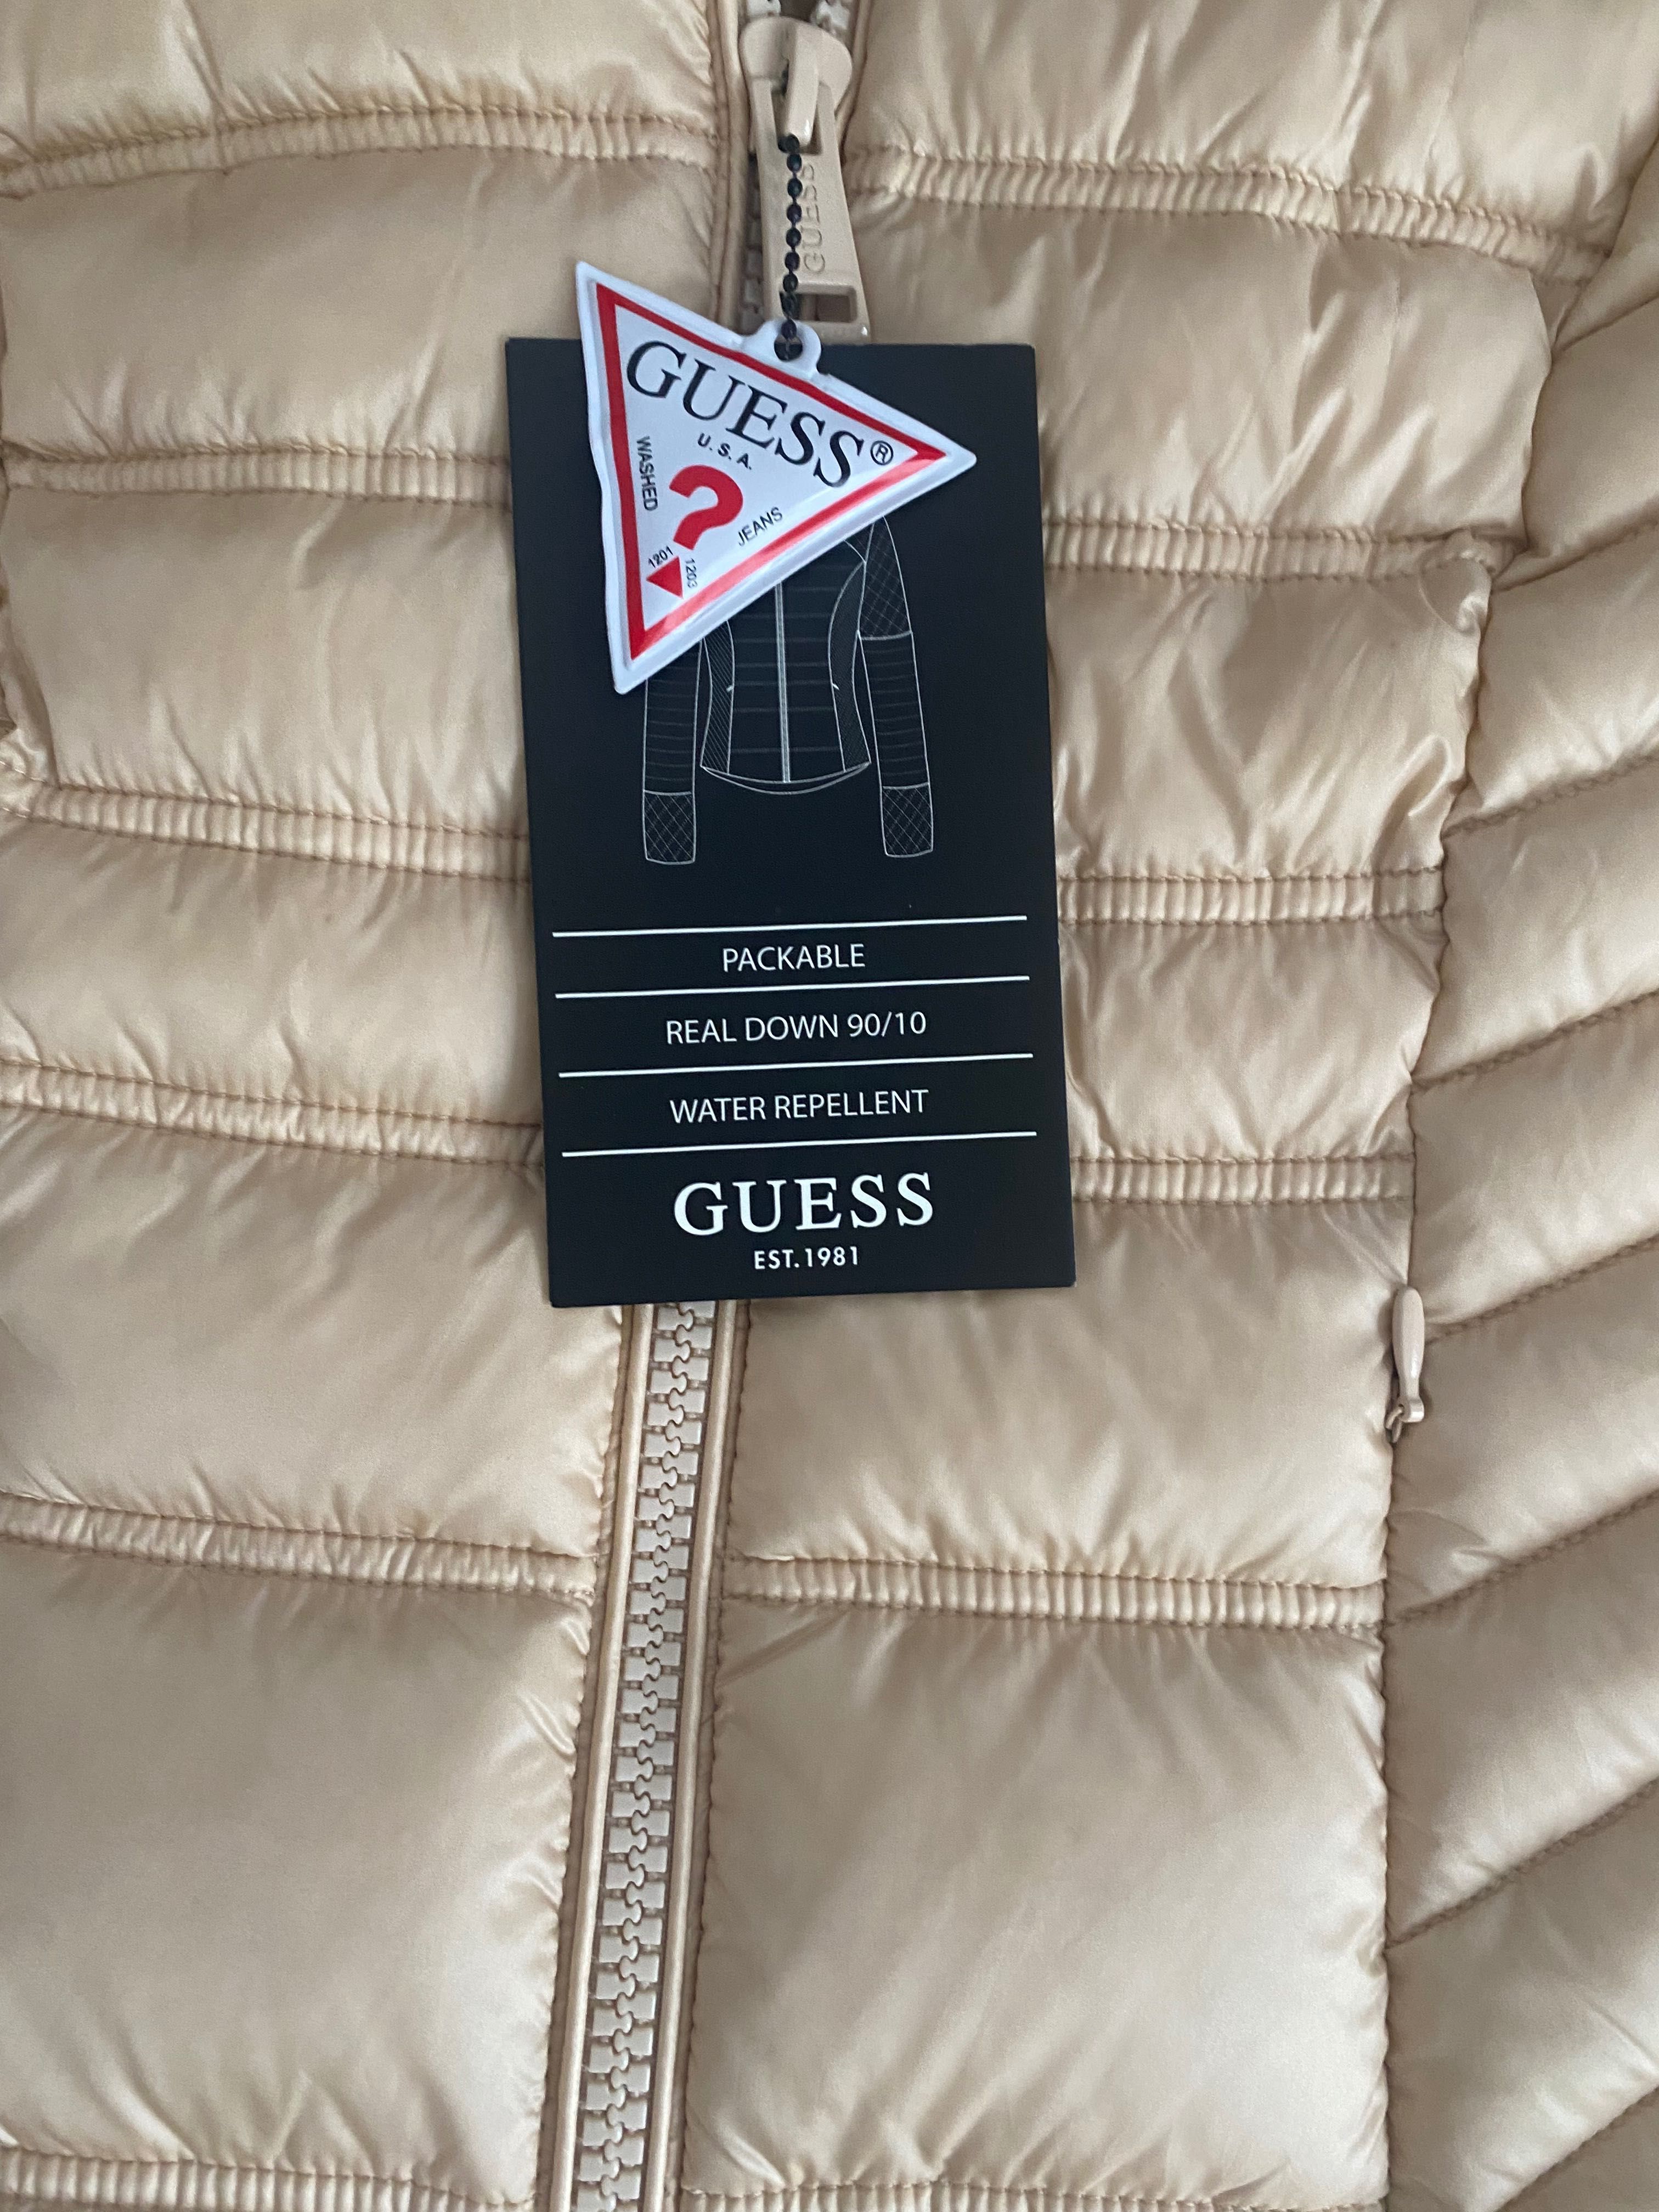 GUESS
GUESS®
U.S.A.
WASHED
?
JEANS
1201
1203
PACKABLE
REAL DOWN 90/10
WATER REPELLENT
GUESS
EST. 1981